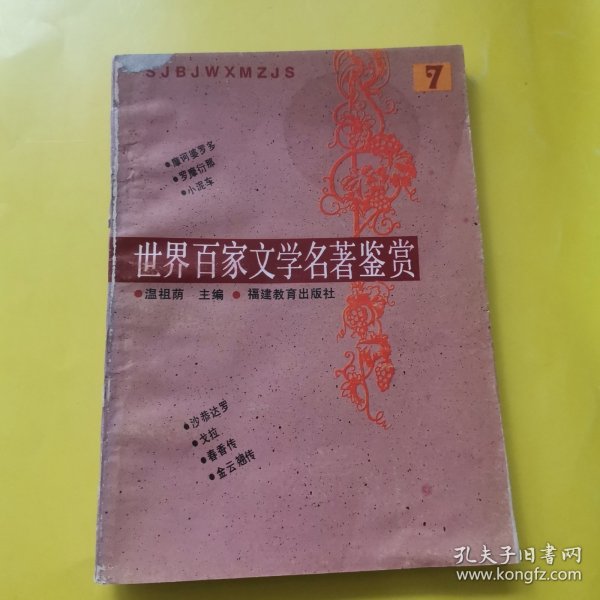 SJBJWXMZJS
7
●摩诃婆罗多
●罗摩衍那
●小泥车
世界百家文学名著鉴赏
●温祖荫 主编 ●福建教育出版社
●沙恭达罗
●戈拉
●春香传
●金云翘传
孔夫子旧书网
www.kongfz.com